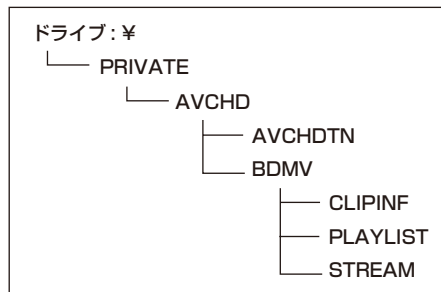 ドライブ:¥
PRIVATE
AVCHD
AVCHDTN
BDMV
CLIPINF
PLAYLIST
STREAM